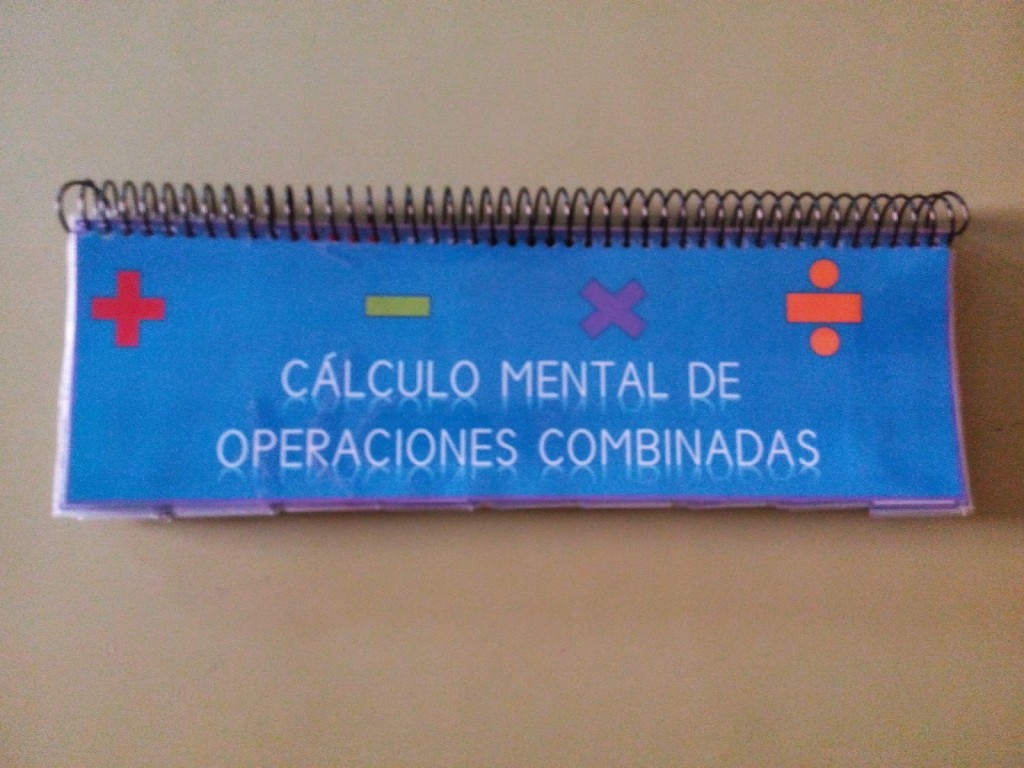 CÁLCULO MENTAL DE
OPERACIONES COMBINADAS